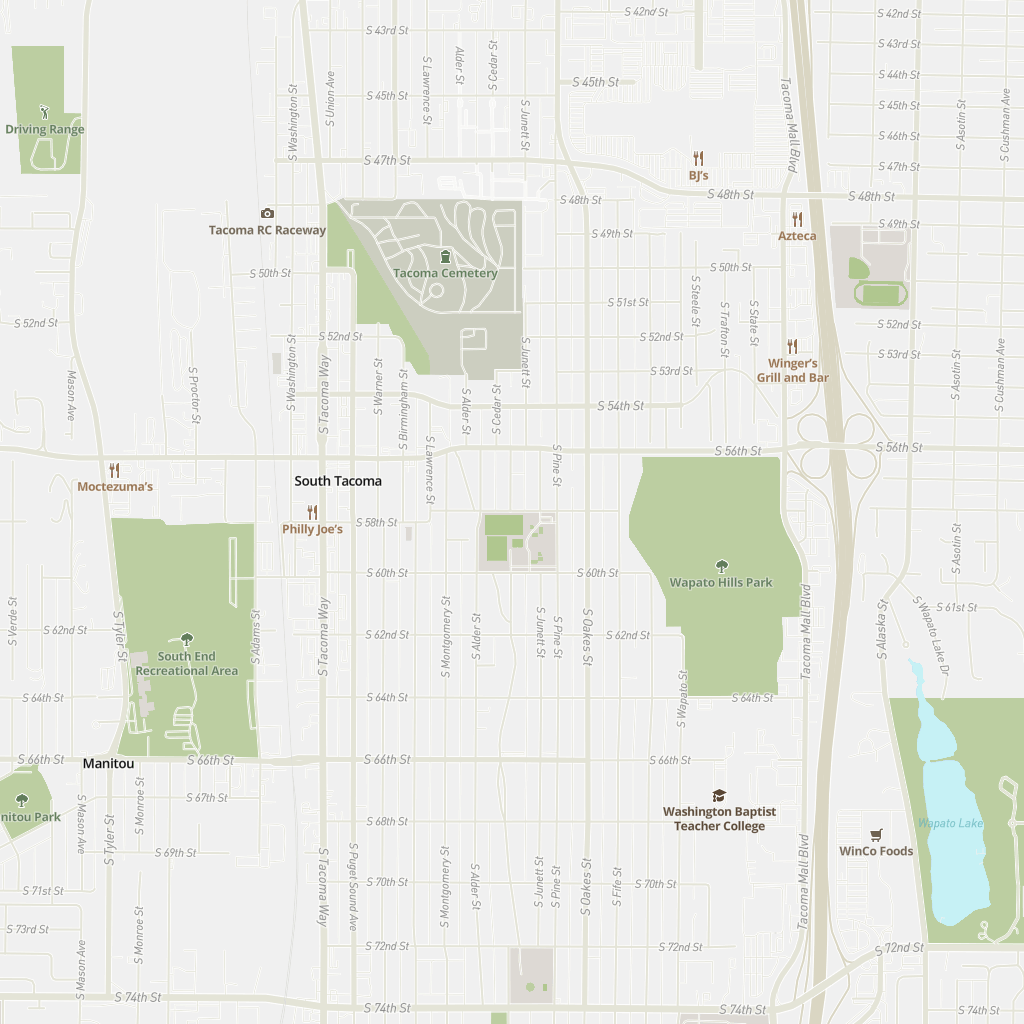 S 42nd St
S 42nd St
S 43rd St
S 43rd St
Alder St
S Cedar St
S Lawrence St
S 44th St
S 45th St
Tacoma Mall Blvd
S Union Ave
S Washington St
S 45th St
S Junett St
S 45th St
S Asotin St
S Cushman Ave
Driving Range
S 46th St
S 47th St
BJ's
S 47th St
S 48th St
S 48th St
S 48th St
Tacoma RC Raceway
S 49th St
Azteca
S 49th St
Tacoma Cemetery
S 50th St
S 50th St
S 51st St
S Steele St
S Trafton St
S State St
S 52nd St
S 52nd St
S 52nd St
S 52nd St
S Washington St
S Tacoma Way
S Junett St
Winger's
Grill and Bar
S 53rd St
S 53rd St
Mason Ave
S Proctor St
S Warner St
S Birmingham St
S Alder St
S Cedar St
S 54th St
S Asotin St
S Cushman Ave
S 56th St
S 56th St
S Lawrence St
S Pine St
Moctezuma's
South Tacoma
Philly Joe's
S 58th St
S Asotin St
S 60th St
S 60th St
Wapato Hills Park
S Verde St
S Tyler St
S 62nd St
S Adams St
S Tacoma Way
S 62nd St
S Montgomery St
S Alder St
S Junett St
S Pine St
S Oakes St
S 62nd St
Tacoma Mall Blvd
S Alaska St
S Wapato Lake Dr
S 61st St
South End
Recreational Area
S 64th St
S 64th St
S Wapato St
S 64th St
Manitou
S 66th St
S 66th St
S 66th St
nitou Park
S Mason Ave
S Tyler St
S Monroe St
S 67th St
S 68th St
Washington Baptist
Teacher College
Wapato Lake
WinCo Foods
S 69th St
S Tacoma Way
S Puget Sound Ave
S 70th St
S Montgomery St
S Alder St
S Junett St
S Pine St
S Oakes St
S Fife St
S 70th St
Tacoma Mall Blvd
S 71st St
S 73rd St
S Mason Ave
S Monroe St
S 72nd St
S 72nd St
S 72nd St
S 74th St
S 74th St
S 74th St
S 74th St